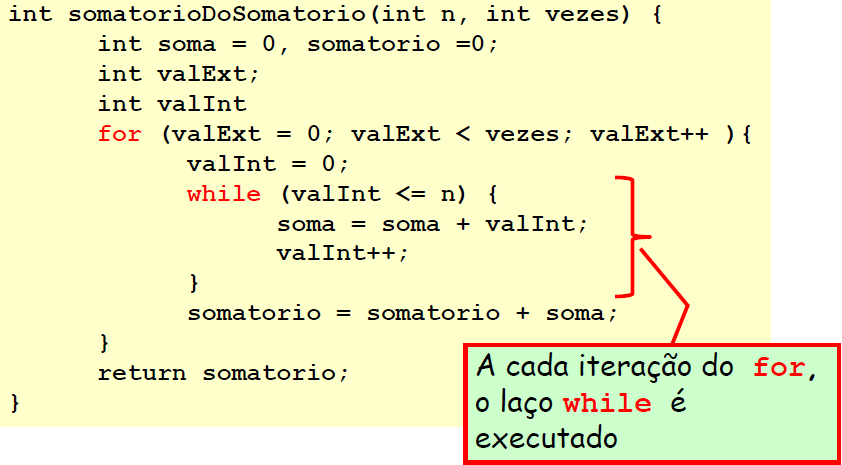 int somatorioDoSomatorio(int n, int vezes) {
int soma = 0, somatorio =0;
int valExt;
int valInt
for (valExt = 0; valExt < vezes; valExt++ ){
valInt = 0;
while (valInt <= n) {
soma = soma + valInt;
valInt++;
}
somatorio = somatorio + soma;
}
return somatorio;
}
A cada iteração do for,
o laço while é
executado